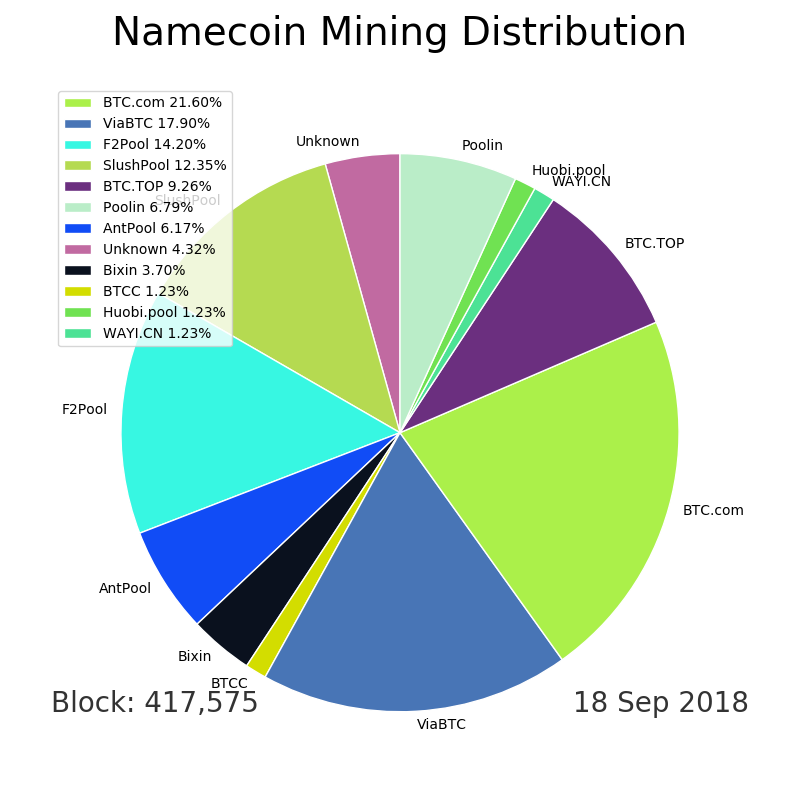 Namecoin Mining Distribution
BTC.com 21.60%
ViaBTC 17.90%
F2Pool 14.20%
SlushPool 12.35%
BTC.TOP 9.26%
Poolin 6.79%
AntPool 6.17%
Unknown 4.32%
Bixin 3.70%
BTCC 1.23%
Huobi.pool 1.23%
WAYI.CN 1.23%
Unknown
Poolin
Huobi.pool
WAYI.CN
SlushPool
BTC.TOP
F2Pool
BTC.com
AntPool
Bixin
BTCC
ViaBTC
Block: 417,575
18 Sep 2018